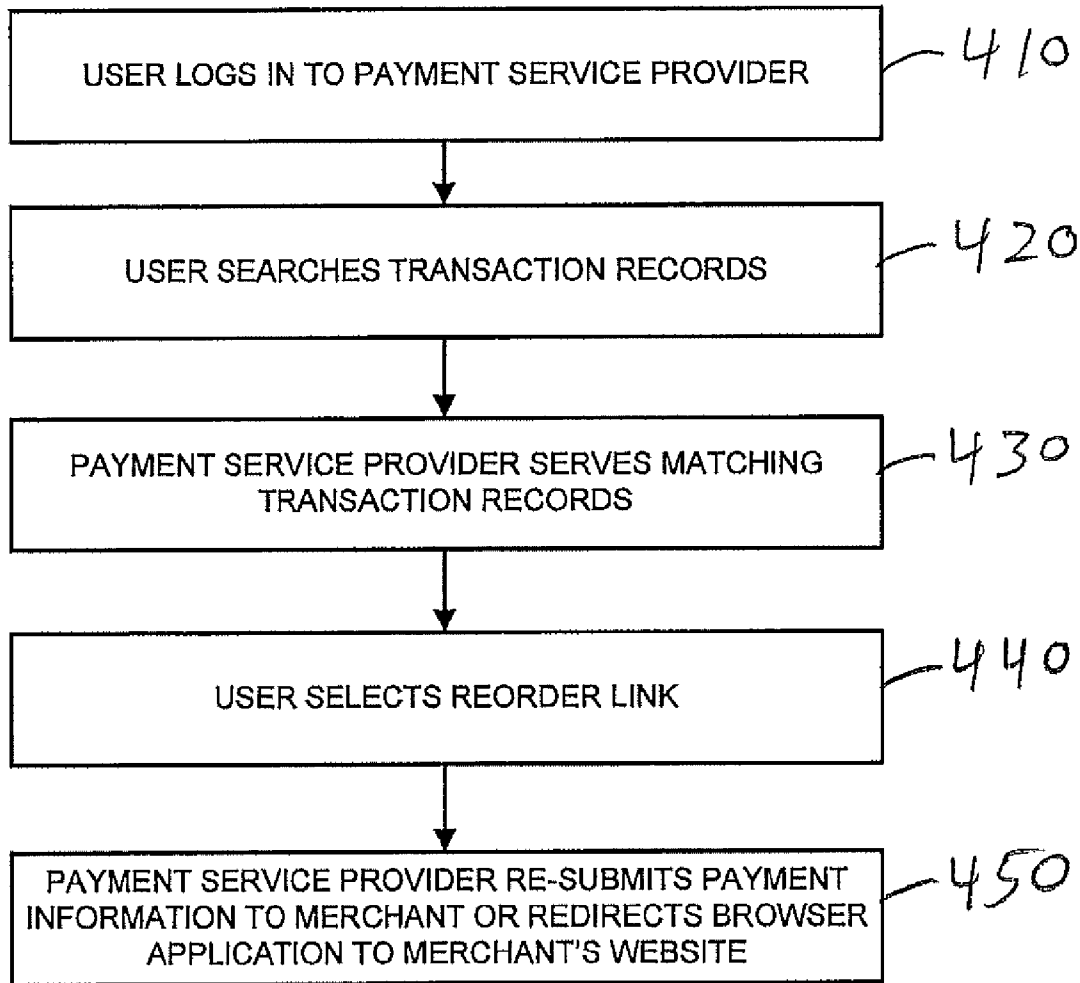 USER LOGS IN TO PAYMENT SERVICE PROVIDER
410
USER SEARCHES TRANSACTION RECORDS
420
PAYMENT SERVICE PROVIDER SERVES MATCHING
TRANSACTION RECORDS
430
USER SELECTS REORDER LINK
440
PAYMENT SERVICE PROVIDER RE-SUBMITS PAYMENT
INFORMATION TO MERCHANT OR REDIRECTS BROWSER
APPLICATION TO MERCHANT'S WEBSITE
450